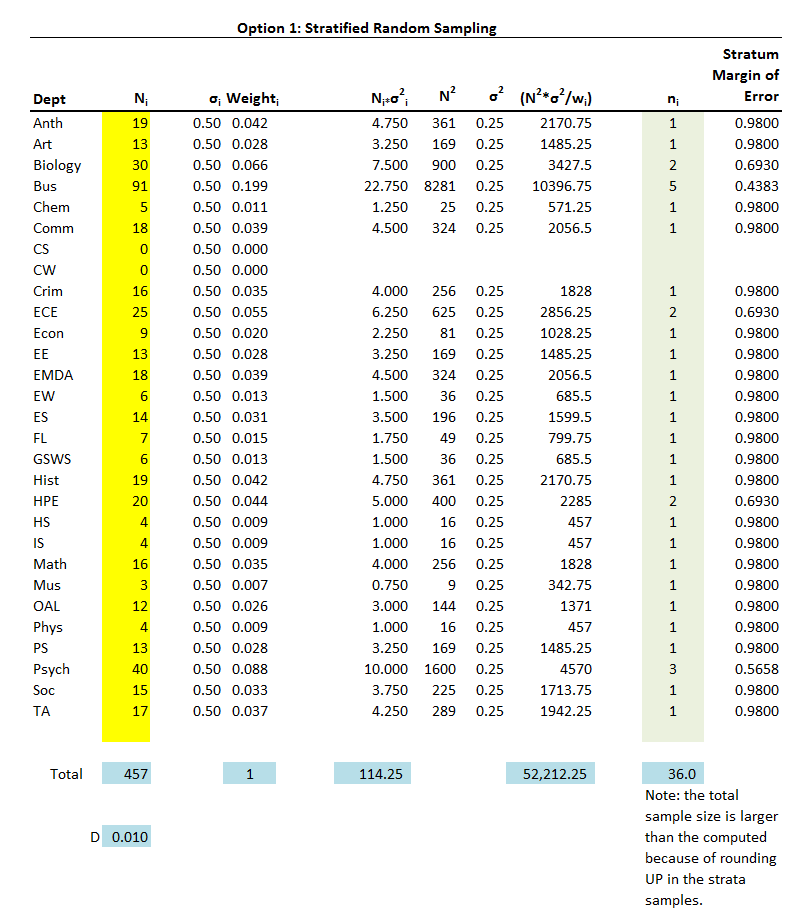 Option 1: Stratified Random Sampling
Stratum
Margin of
Dept Nᵢ σᵢ Weightᵢ Nᵢ*σ²ᵢ N² σ² (N²*σ²/wᵢ) nᵢ Error
Anth 19 0.50 0.042 4.750 361 0.25 2170.75 1 0.9800
Art 13 0.50 0.028 3.250 169 0.25 1485.25 1 0.9800
Biology 30 0.50 0.066 7.500 900 0.25 3427.5 2 0.6930
Bus 91 0.50 0.199 22.750 8281 0.25 10396.75 5 0.4383
Chem 5 0.50 0.011 1.250 25 0.25 571.25 1 0.9800
Comm 18 0.50 0.039 4.500 324 0.25 2056.5 1 0.9800
CS 0 0.50 0.000
CW 0 0.50 0.000
Crim 16 0.50 0.035 4.000 256 0.25 1828 1 0.9800
ECE 25 0.50 0.055 6.250 625 0.25 2856.25 2 0.6930
Econ 9 0.50 0.020 2.250 81 0.25 1028.25 1 0.9800
EE 13 0.50 0.028 3.250 169 0.25 1485.25 1 0.9800
EMDA 18 0.50 0.039 4.500 324 0.25 2056.5 1 0.9800
EW 6 0.50 0.013 1.500 36 0.25 685.5 1 0.9800
ES 14 0.50 0.031 3.500 196 0.25 1599.5 1 0.9800
FL 7 0.50 0.015 1.750 49 0.25 799.75 1 0.9800
GSWS 6 0.50 0.013 1.500 36 0.25 685.5 1 0.9800
Hist 19 0.50 0.042 4.750 361 0.25 2170.75 1 0.9800
HPE 20 0.50 0.044 5.000 400 0.25 2285 2 0.6930
HS 4 0.50 0.009 1.000 16 0.25 457 1 0.9800
IS 4 0.50 0.009 1.000 16 0.25 457 1 0.9800
Math 16 0.50 0.035 4.000 256 0.25 1828 1 0.9800
Mus 3 0.50 0.007 0.750 9 0.25 342.75 1 0.9800
OAL 12 0.50 0.026 3.000 144 0.25 1371 1 0.9800
Phys 4 0.50 0.009 1.000 16 0.25 457 1 0.9800
PS 13 0.50 0.028 3.250 169 0.25 1485.25 1 0.9800
Psych 40 0.50 0.088 10.000 1600 0.25 4570 3 0.5658
Soc 15 0.50 0.033 3.750 225 0.25 1713.75 1 0.9800
TA 17 0.50 0.037 4.250 289 0.25 1942.25 1 0.9800
Total 457 1 114.25 52,212.25 36.0
Note: the total
sample size is larger
D 0.010 than the computed
because of rounding
UP in the strata
samples.